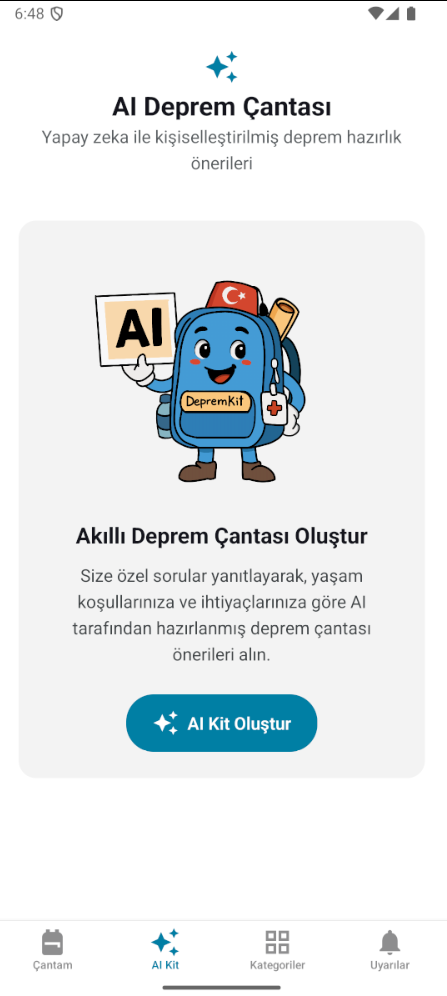 6:48
AI Deprem Çantası
Yapay zeka ile kişiselleştirilmiş deprem hazırlık
önerileri
AI
DepremKit
Akıllı Deprem Çantası Oluştur
Size özel sorular yanıtlayarak, yaşam
koşullarınıza ve ihtiyaçlarınıza göre AI
tarafından hazırlanmış deprem çantası
önerileri alın.
AI Kit Oluştur
Çantam
AI Kit
Kategoriler
Uyarılar